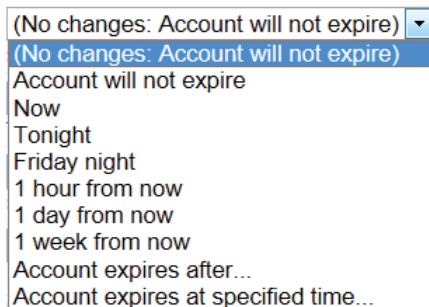 (No changes: Account will not expire)
(No changes: Account will not expire)
Account will not expire
Now
Tonight
Friday night
1 hour from now
1 day from now
1 week from now
Account expires after...
Account expires at specified time...